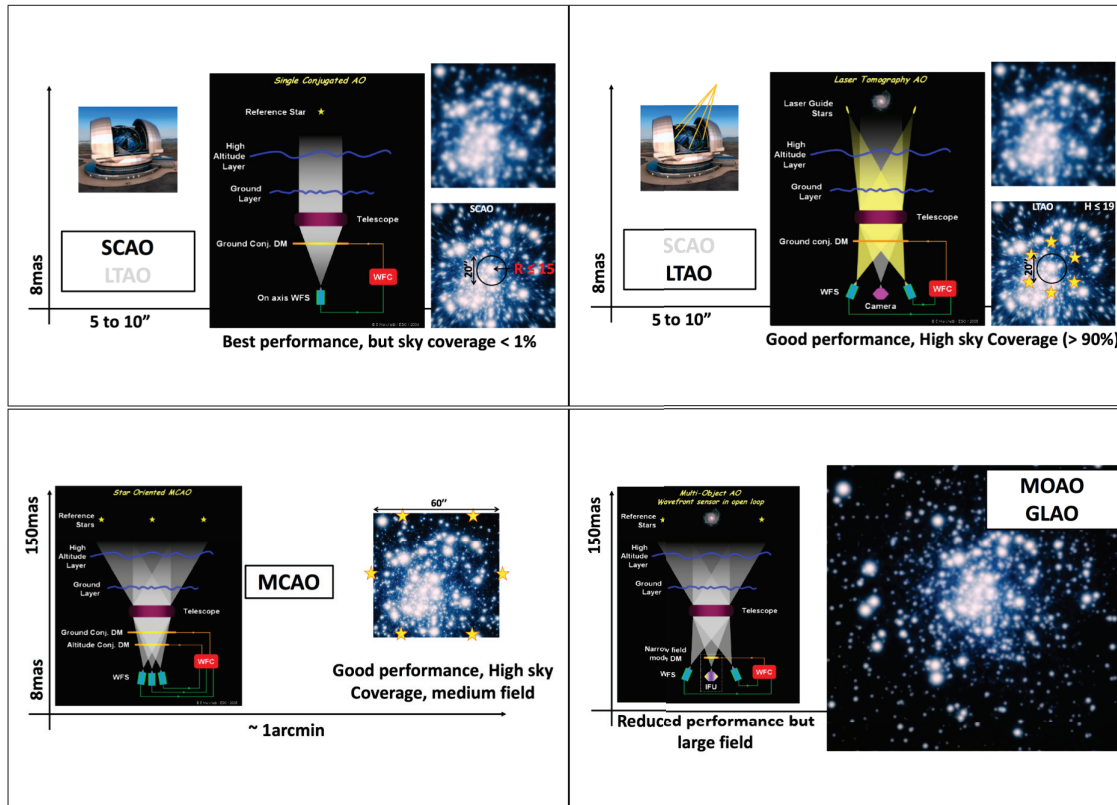 Single Conjugated AO
Reference Star
High
Altitude
Layer
Ground
Layer
Telescope
Ground Conj. DM
WFC
On axis WFS
SCAO
LTAO
8mas
5 to 10”
SCAO
20”
R ≤ 15
Best performance, but sky coverage < 1%
Laser Tomography AO
Laser Guide
Stars
High
Altitude
Layer
Ground
Layer
Telescope
Ground conj. DM
WFS
WFC
Camera
SCAO
LTAO
8mas
5 to 10”
LTAO
H ≤ 19
20”
Good performance, High sky Coverage (> 90%)
150mas
8mas
Star Oriented MCAO
Reference
Stars
High
Altitude
Layer
Ground
Layer
Telescope
Ground Conj. DM
Altitude Conj. DM
WFC
WFS
MCAO
60”
Good performance, High sky
Coverage, medium field
~ 1arcmin
150mas
Multi-Object AO
Wavefront sensor in open loop
Reference
Stars
High
Altitude
Layer
Ground
Layer
Telescope
Narrow field
mode DM
WFS
WFC
IFU
MOAO
GLAO
Reduced performance but
large field